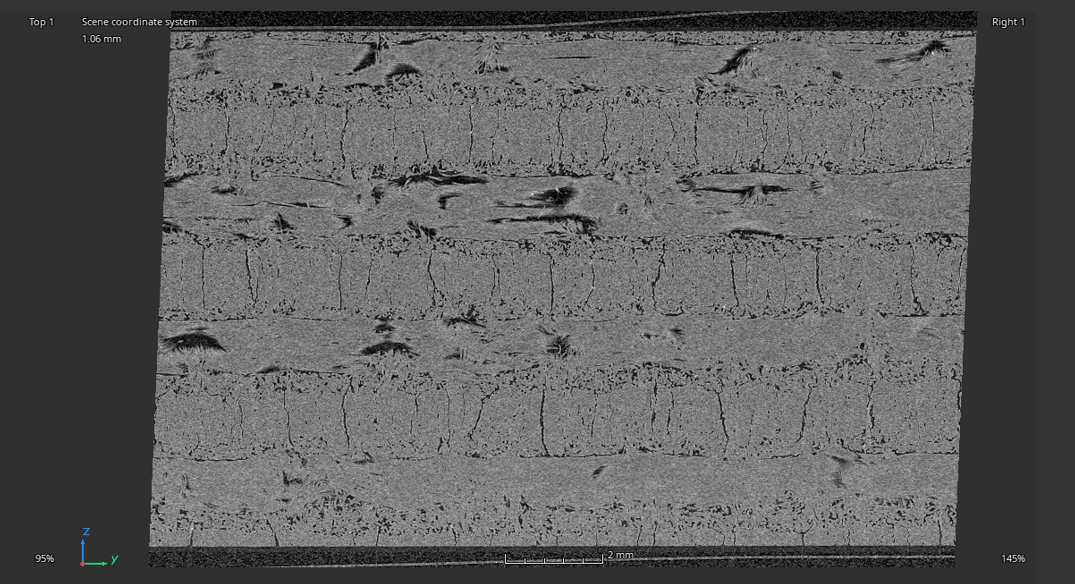 Top 1
Scene coordinate system
Right 1
1.06 mm
Z
y
2 mm
95%
145%